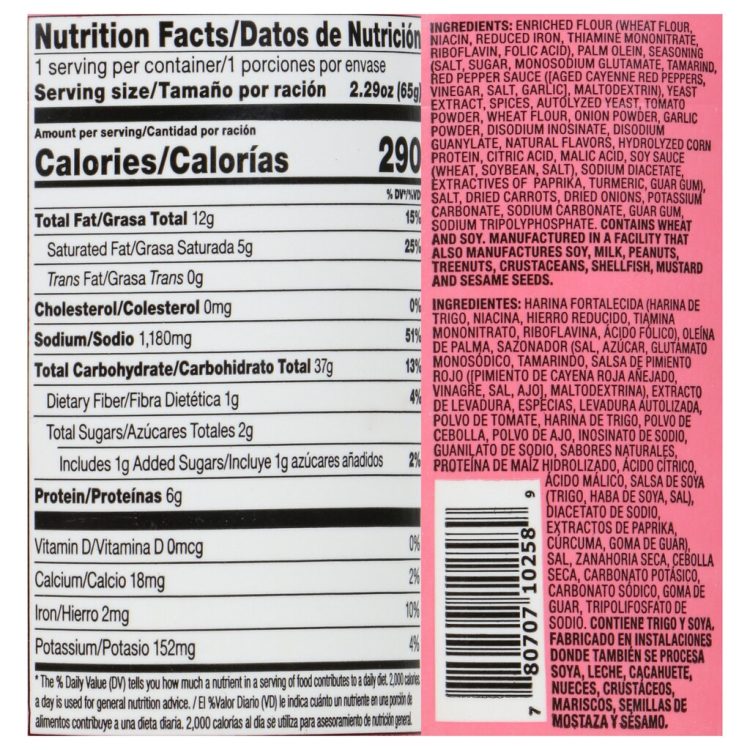 Nutrition Facts/Datos de Nutrición
1 serving per container/1 porciones por envase
Serving size/Tamaño por ración 2.29oz (65g)
Amount per serving/Cantidad por ración
Calories/Calorías 290
% DV*/%VD
Total Fat/Grasa Total 12g 15%
Saturated Fat/Grasa Saturada 5g 25%
Trans Fat/Grasa Trans 0g
Cholesterol/Colesterol 0mg 0%
Sodium/Sodio 1,180mg 51%
Total Carbohydrate/Carbohidrato Total 37g 13%
Dietary Fiber/Fibra Dietética 1g 4%
Total Sugars/Azúcares Totales 2g
Includes 1g Added Sugars/Incluye 1g azúcares añadidos 2%
Protein/Proteínas 6g
Vitamin D/Vitamina D 0mcg 0%
Calcium/Calcio 18mg 2%
Iron/Hierro 2mg 10%
Potassium/Potasio 152mg 4%
* The % Daily Value (DV) tells you how much a nutrient in a serving of food contributes to a daily diet. 2,000 calories
a day is used for general nutrition advice. / El %Valor Diario (VD) le indica cuánto un nutriente en una porción de
alimentos contribuye a una dieta diaria. 2,000 calorías al día se utiliza para asesoramiento de nutrición general.
INGREDIENTS: ENRICHED FLOUR (WHEAT FLOUR,
NIACIN, REDUCED IRON, THIAMINE MONONITRATE,
RIBOFLAVIN, FOLIC ACID), PALM OLEIN, SEASONING
(SALT, SUGAR, MONOSODIUM GLUTAMATE, TAMARIND,
RED PEPPER SAUCE ([AGED CAYENNE RED PEPPERS,
VINEGAR, SALT, GARLIC], MALTODEXTRIN), YEAST
EXTRACT, SPICES, AUTOLYZED YEAST, TOMATO
POWDER, WHEAT FLOUR, ONION POWDER, GARLIC
POWDER, DISODIUM INOSINATE, DISODIUM
GUANYLATE, NATURAL FLAVORS, HYDROLYZED CORN
PROTEIN, CITRIC ACID, MALIC ACID, SOY SAUCE
(WHEAT, SOYBEAN, SALT), SODIUM DIACETATE,
EXTRACTIVES OF PAPRIKA, TURMERIC, GUAR GUM),
SALT, DRIED CARROTS, DRIED ONIONS, POTASSIUM
CARBONATE, SODIUM CARBONATE, GUAR GUM,
SODIUM TRIPOLYPHOSPHATE. CONTAINS WHEAT
AND SOY. MANUFACTURED IN A FACILITY THAT
ALSO MANUFACTURES SOY, MILK, PEANUTS,
TREENUTS, CRUSTACEANS, SHELLFISH, MUSTARD
AND SESAME SEEDS.
INGREDIENTES: HARINA FORTALECIDA (HARINA DE
TRIGO, NIACINA, HIERRO REDUCIDO, TIAMINA
MONONITRATO, RIBOFLAVINA, ÁCIDO FÓLICO), OLEÍNA
DE PALMA, SAZONADOR (SAL, AZÚCAR, GLUTAMATO
MONOSÓDICO, TAMARINDO, SALSA DE PIMIENTO
ROJO ([PIMIENTO DE CAYENA ROJA AÑEJADO,
VINAGRE, SAL, AJO], MALTODEXTRINA), EXTRACTO
DE LEVADURA, ESPECIAS, LEVADURA AUTOLIZADA,
POLVO DE TOMATE, HARINA DE TRIGO, POLVO DE
CEBOLLA, POLVO DE AJO, INOSINATO DE SODIO,
GUANILATO DE SODIO, SABORES NATURALES,
PROTEÍNA DE MAÍZ HIDROLIZADO, ÁCIDO CÍTRICO,
ÁCIDO MÁLICO, SALSA DE SOYA
(TRIGO, HABA DE SOYA, SAL),
DIACETATO DE SODIO,
EXTRACTOS DE PAPRIKA,
CÚRCUMA, GOMA DE GUAR),
SAL, ZANAHORIA SECA, CEBOLLA
SECA, CARBONATO POTÁSICO,
CARBONATO SÓDICO, GOMA DE
GUAR, TRIPOLIFOSFATO DE
SODIO. CONTIENE TRIGO Y SOYA.
FABRICADO EN INSTALACIONES
DONDE TAMBIÉN SE PROCESA
SOYA, LECHE, CACAHUETE,
NUECES, CRUSTÁCEOS,
MARISCOS, SEMILLAS DE
MOSTAZA Y SÉSAMO.
7 80707 10258 9